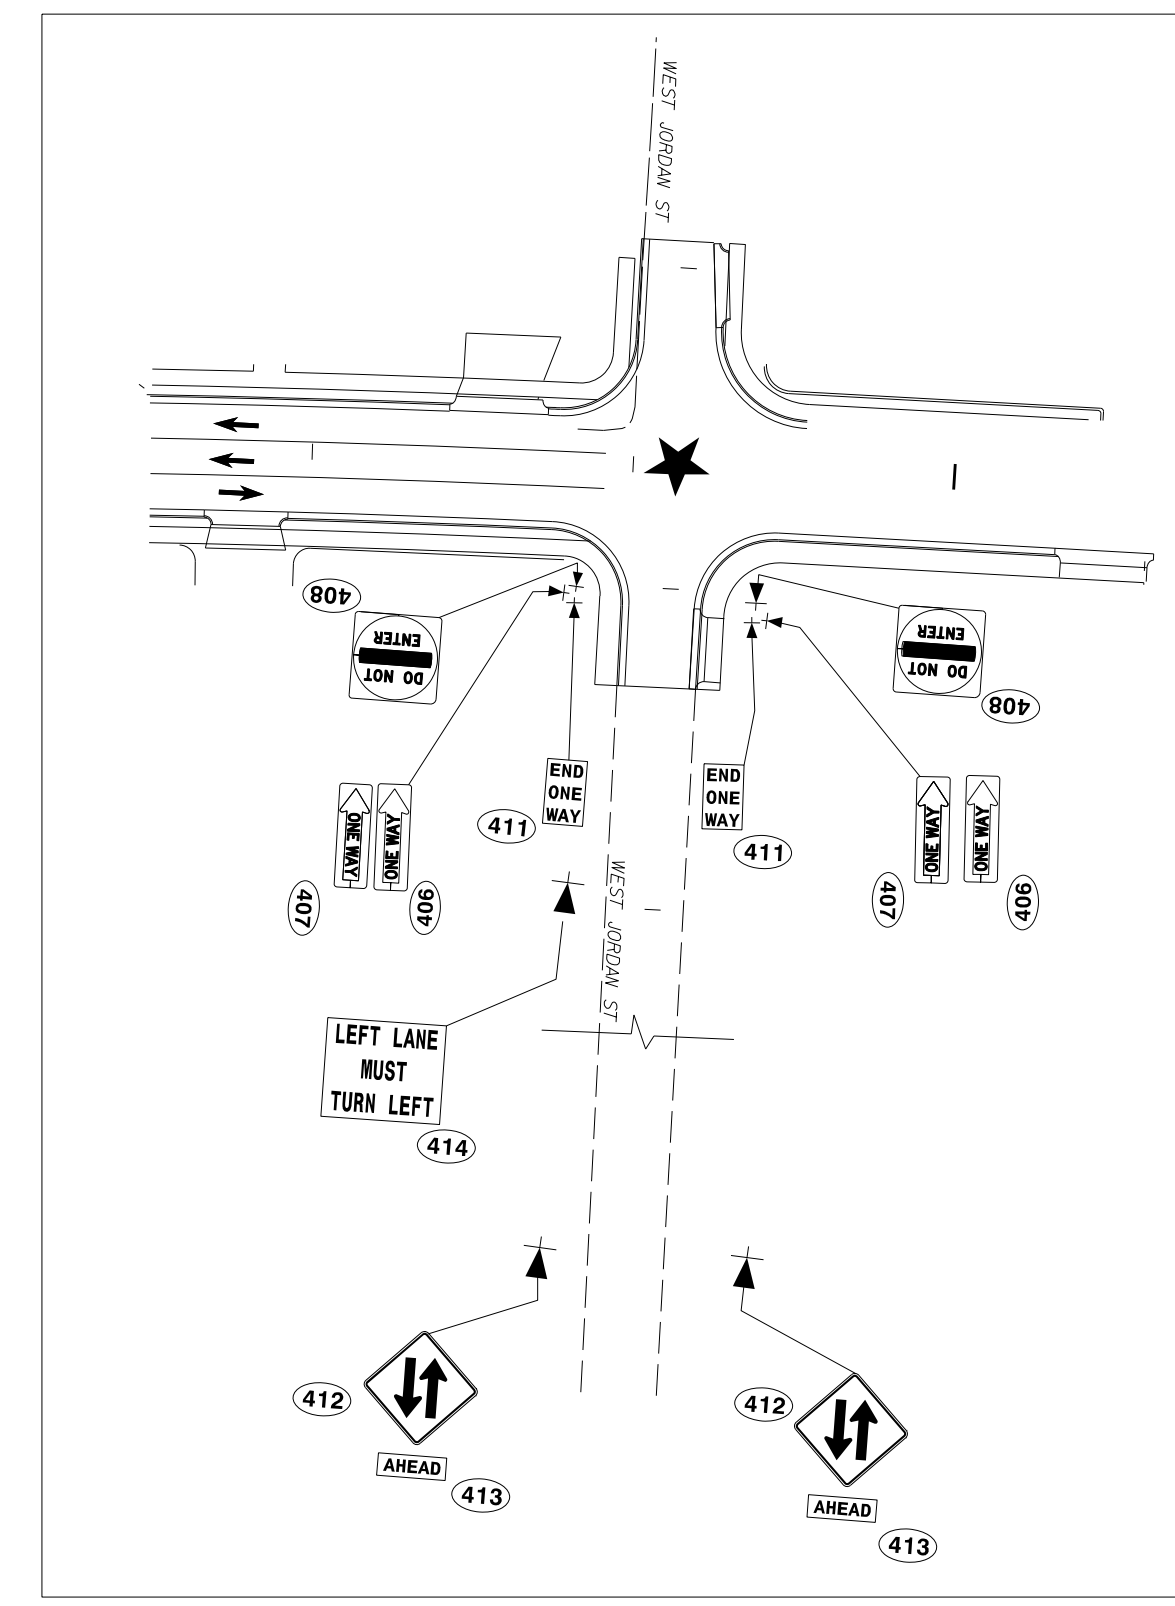 WEST JORDAN ST
408
DO NOT
ENTER
DO NOT
ENTER
408
END
ONE
WAY
411
END
ONE
WAY
411
ONE WAY
ONE WAY
407
406
ONE WAY
ONE WAY
407
406
WEST JORDAN ST
LEFT LANE
MUST
TURN LEFT
414
412
AHEAD
413
412
AHEAD
413